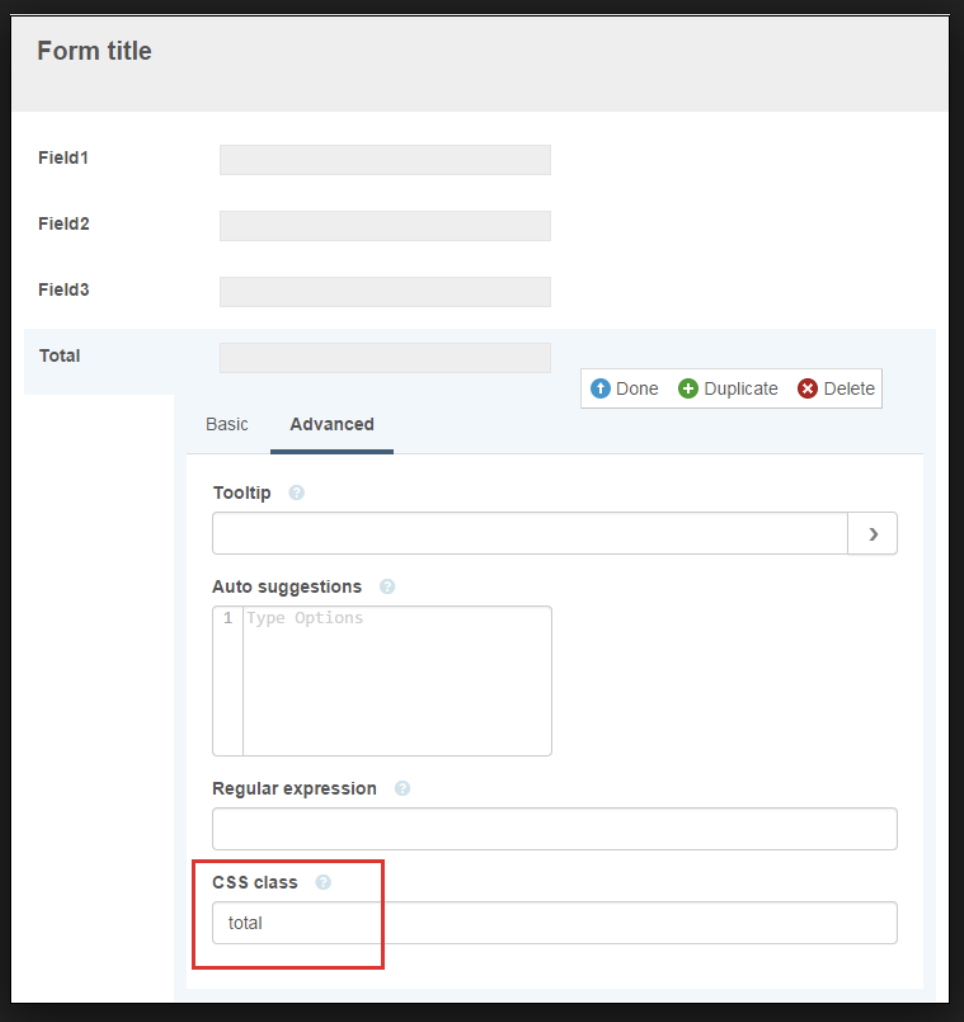 Form title
Field1
Field2
Field3
Total
Done Duplicate Delete
Basic Advanced
Tooltip ?
Auto suggestions ?
1 Type Options
Regular expression ?
CSS class ?
total